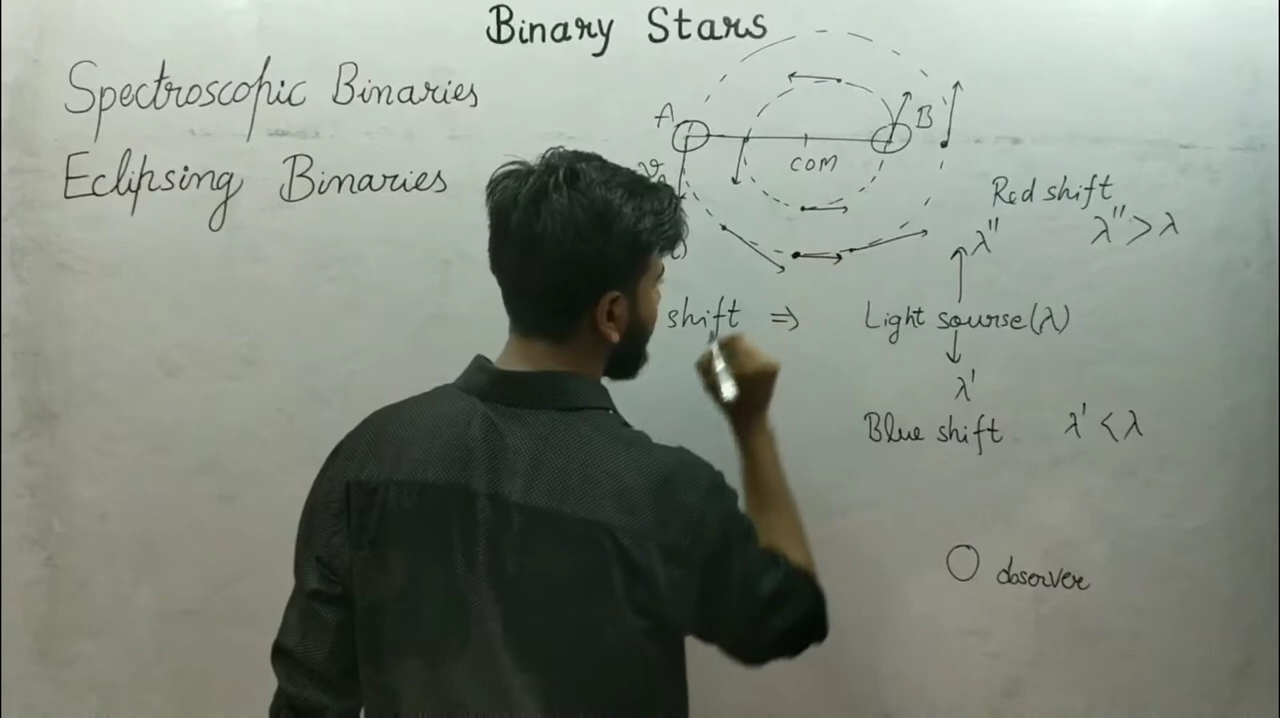 Binary Stars
Spectroscopic Binaries
Eclipsing Binaries
A
B
COM
Red shift
λ'' > λ
λ''
shift ⇒
Light sourse(λ)
λ'
Blue shift λ' < λ
observer